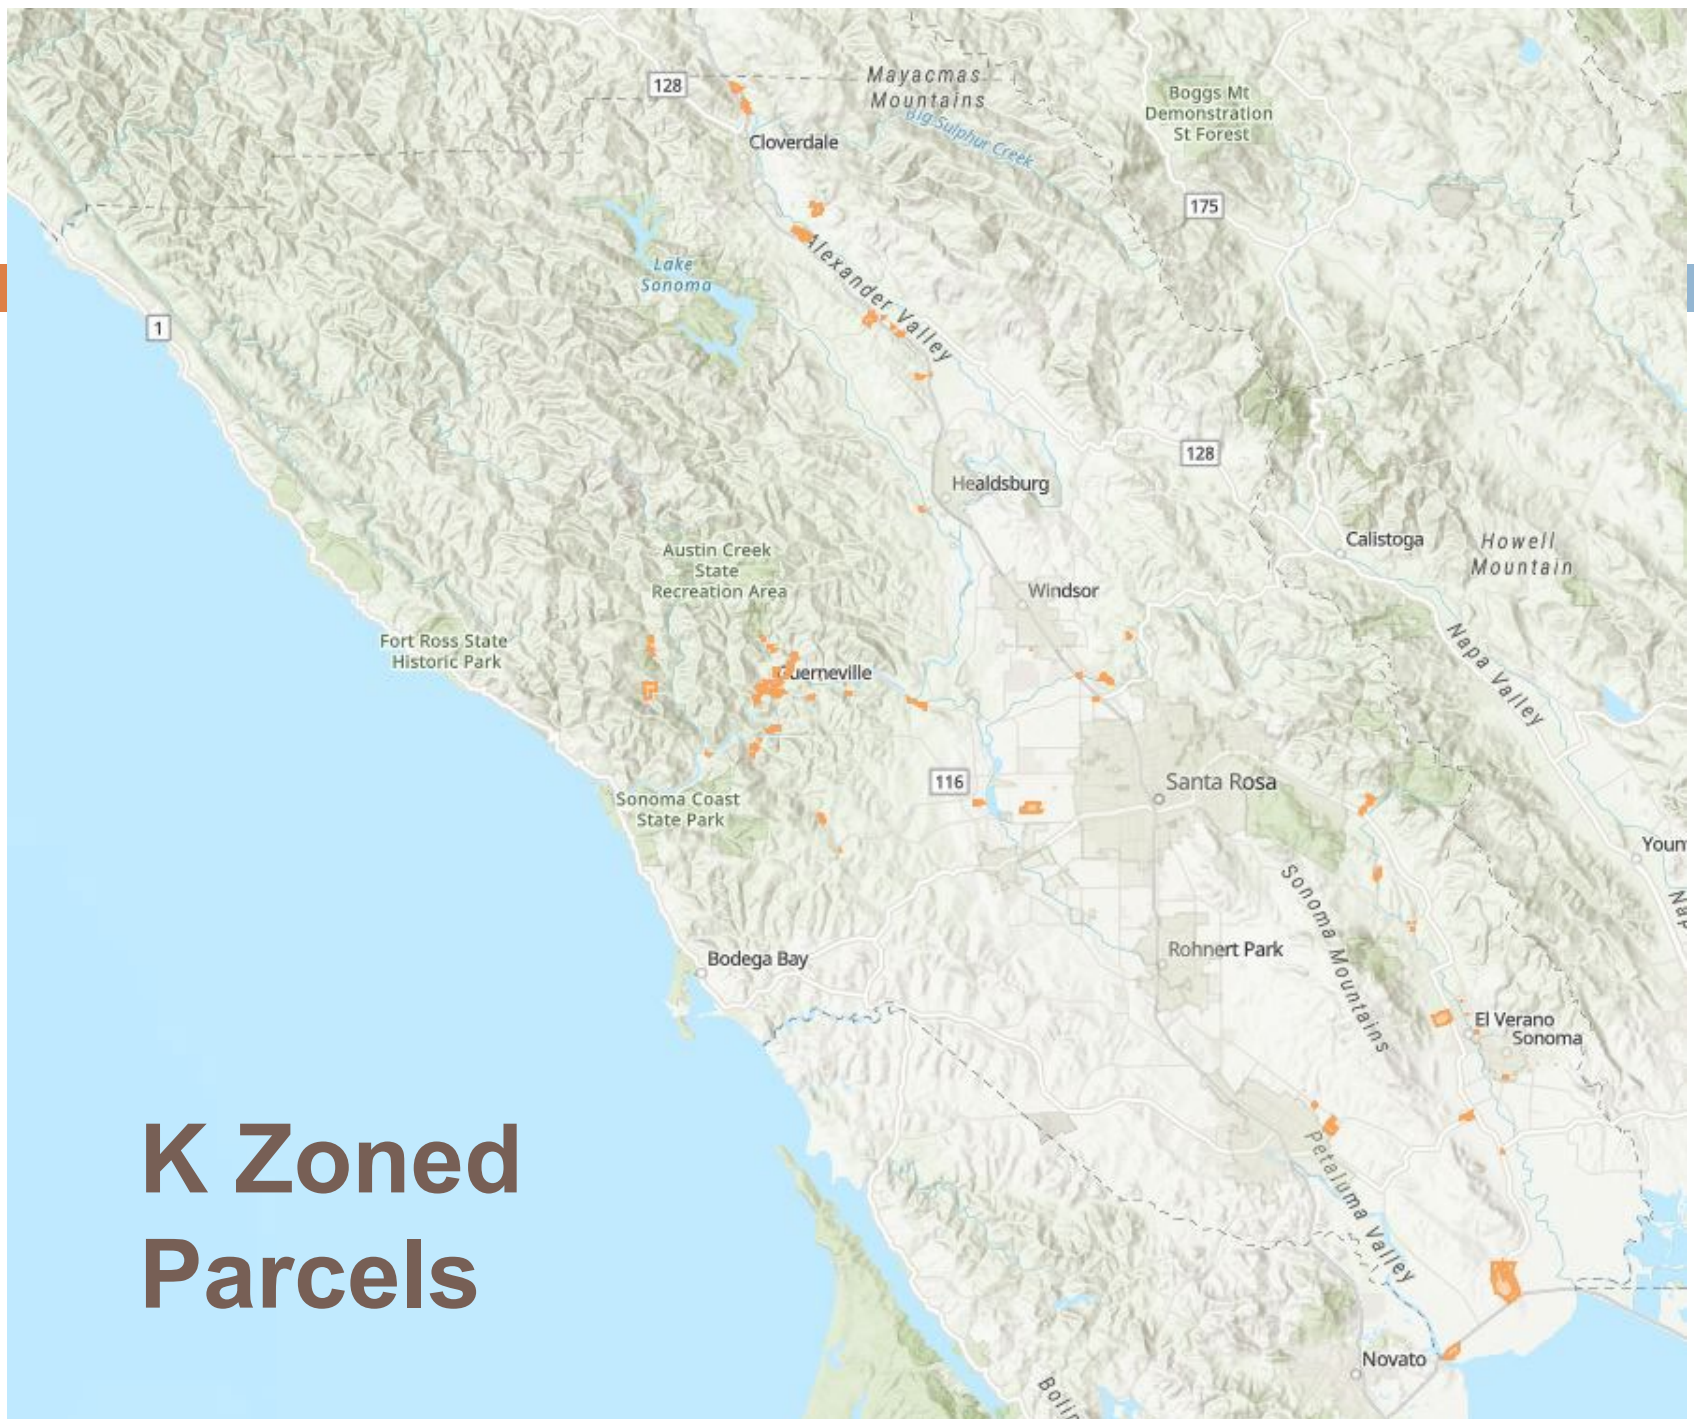 128
Mayacmas
Mountains
Big Sulphur Creek
Boggs Mt
Demonstration
St Forest
Cloverdale
175
Alexander Valley
Lake
Sonoma
1
128
Healdsburg
Calistoga
Howell
Mountain
Austin Creek
State
Recreation Area
Windsor
Fort Ross State
Historic Park
Napa Valley
Guerneville
116
Santa Rosa
Sonoma Coast
State Park
Sonoma Mountains
Rohnert Park
Bodega Bay
El Verano
Sonoma
K Zoned
Parcels
Petaluma Valley
Novato